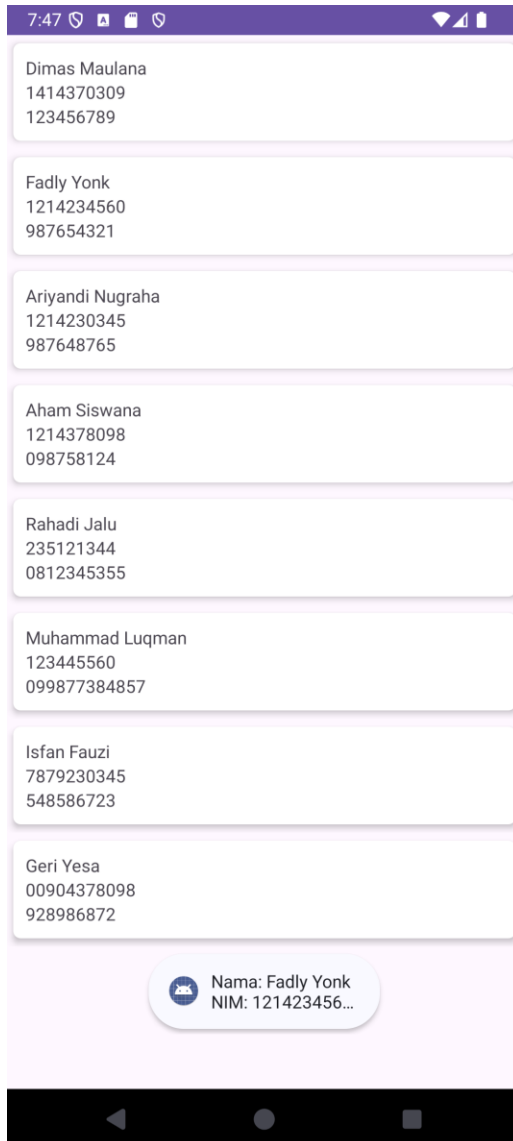 7:47
Dimas Maulana
1414370309
123456789
Fadly Yonk
1214234560
987654321
Ariyandi Nugraha
1214230345
987648765
Aham Siswana
1214378098
098758124
Rahadi Jalu
235121344
0812345355
Muhammad Luqman
123445560
099877384857
Isfan Fauzi
7879230345
548586723
Geri Yesa
00904378098
928986872
Nama: Fadly Yonk
NIM: 121423456...